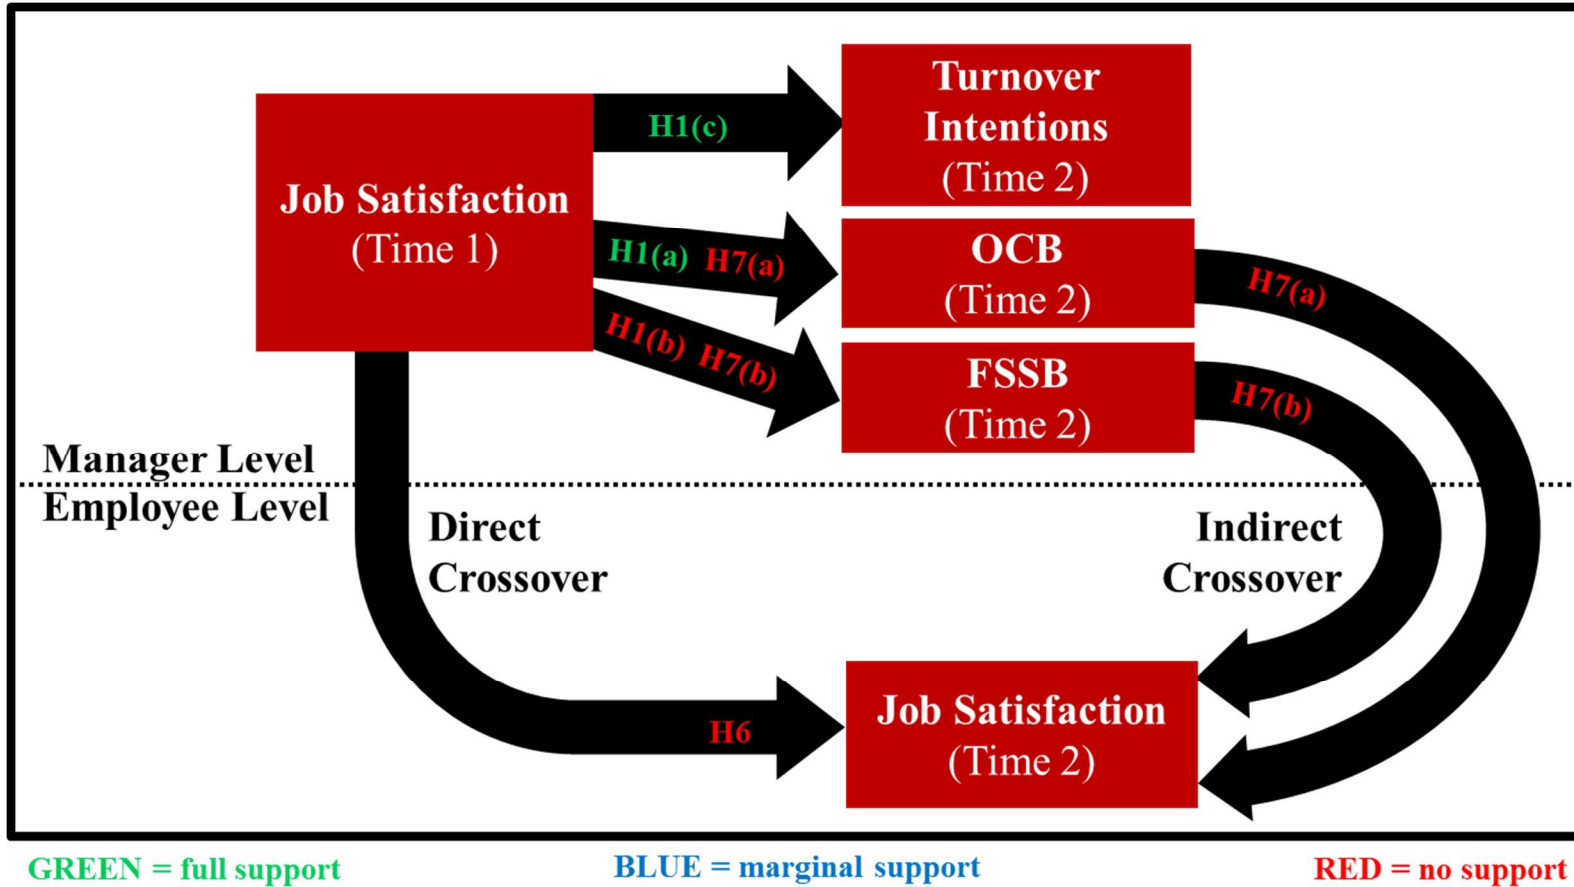 Turnover
Intentions
(Time 2)
H1(c)
Job Satisfaction
(Time 1)
H1(a) H7(a)
OCB
(Time 2)
H7(a)
H1(b) H7(b)
FSSB
(Time 2)
H7(b)
Manager Level
Employee Level
Direct
Crossover
Indirect
Crossover
H6
Job Satisfaction
(Time 2)
GREEN = full support
BLUE = marginal support
RED = no support